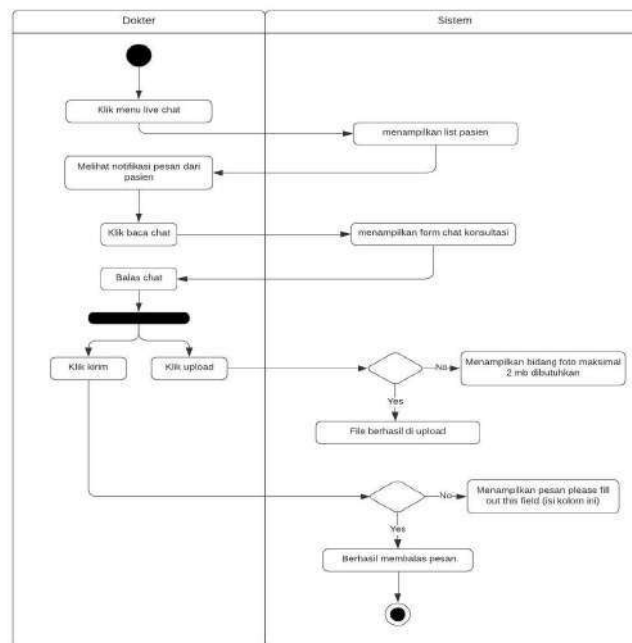 Dokter
Sistem
Klik menu live chat
menampilkan list pasien
Melihat notifikasi pesan dari
pasien
Klik baca chat
menampilkan form chat konsultasi
Balas chat
Klik kirim
Klik upload
No
Menampilkan bidang foto maksimal
2 mb dibutuhkan
Yes
File berhasil di upload
No
Menampilkan pesan please fill
out this field (isi kolom ini)
Yes
Berhasil membalas pesan